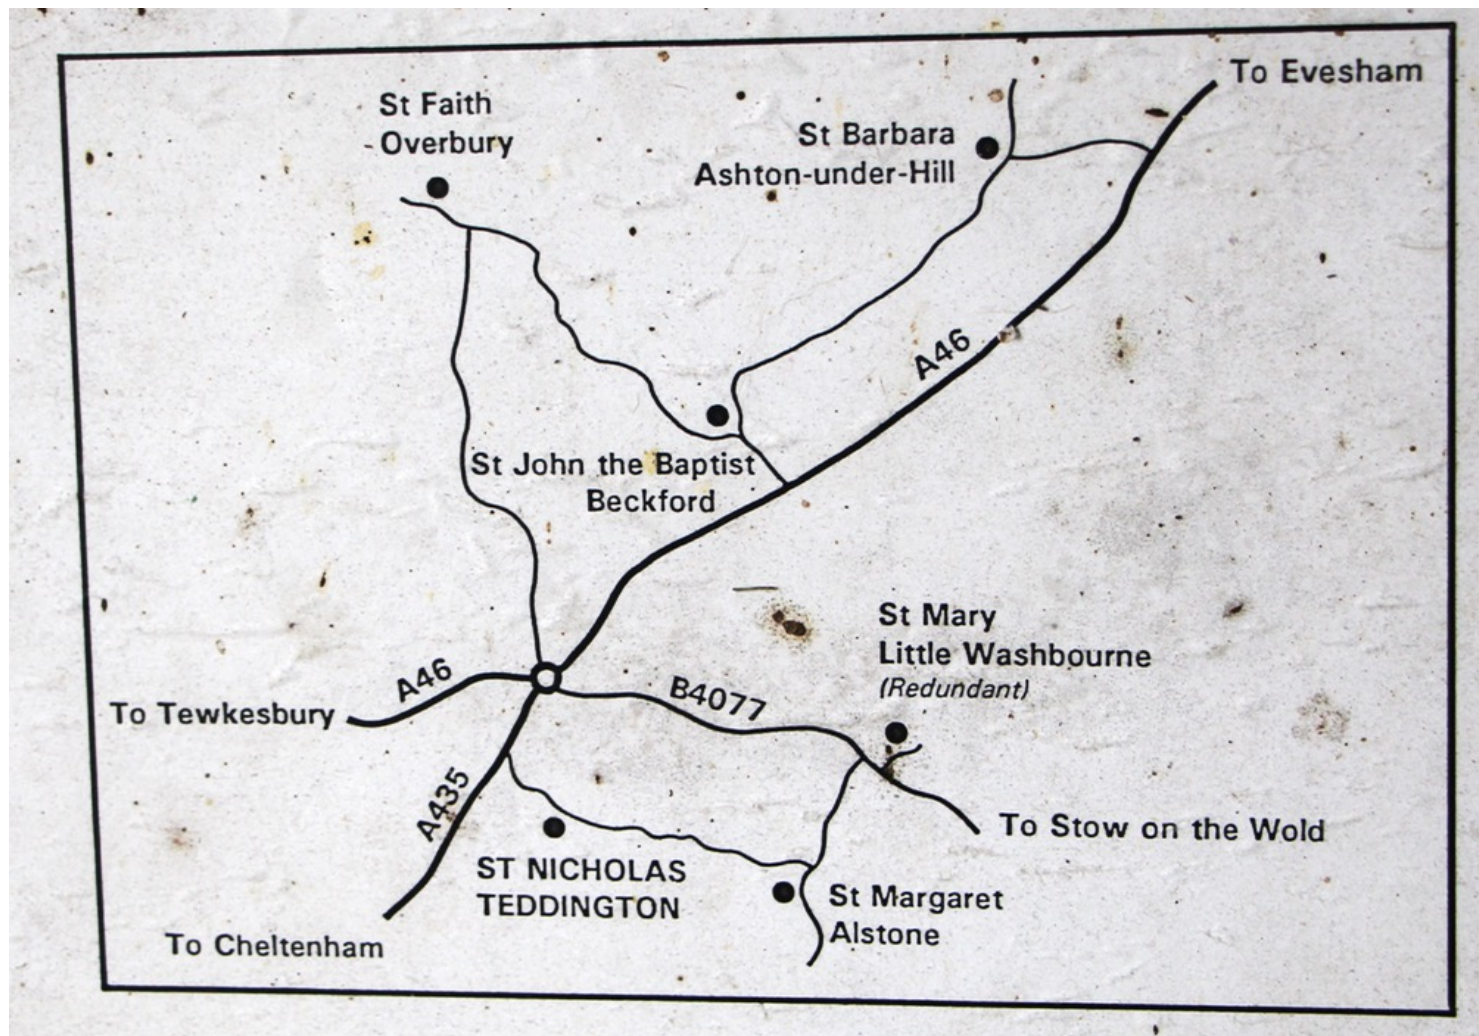 To Evesham
St Faith
Overbury
St Barbara
Ashton-under-Hill
A46
St John the Baptist
Beckford
St Mary
Little Washbourne
(Redundant)
A46
B4077
To Tewkesbury
A435
To Stow on the Wold
ST NICHOLAS
TEDDINGTON
St Margaret
Alstone
To Cheltenham